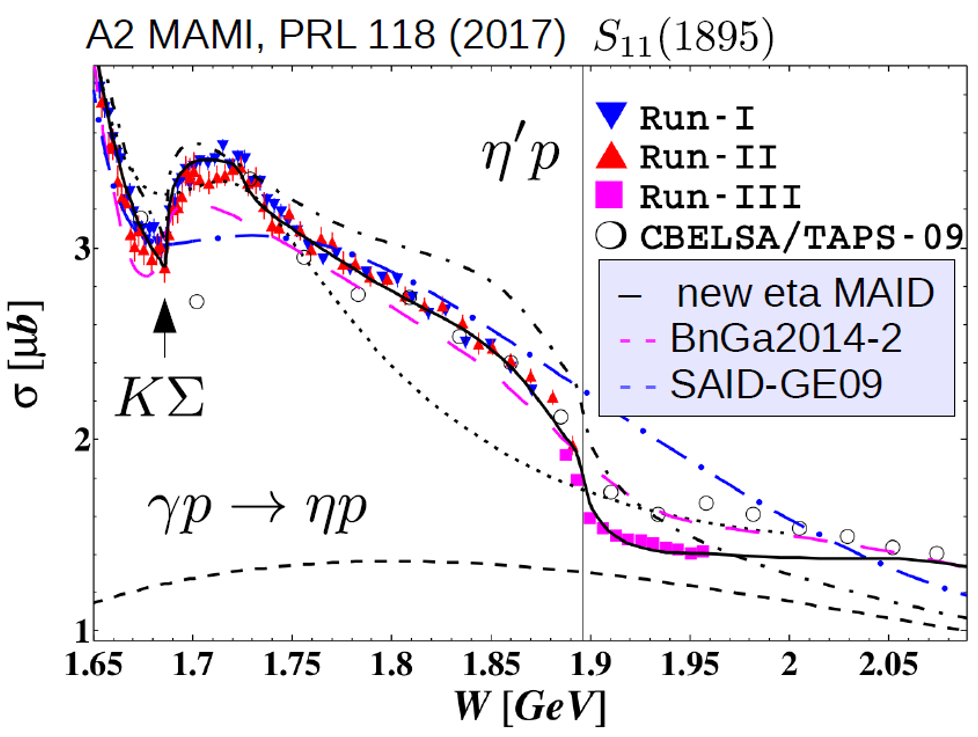 A2 MAMI, PRL 118 (2017) S₁₁(1895)
η′p
Run-I
Run-II
Run-III
CBELSA/TAPS-09
new eta MAID
BnGa2014-2
SAID-GE09
KΣ
γp → ηp
σ [μb]
3
2
1
1.65 1.7 1.75 1.8 1.85 1.9 1.95 2 2.05
W [GeV]